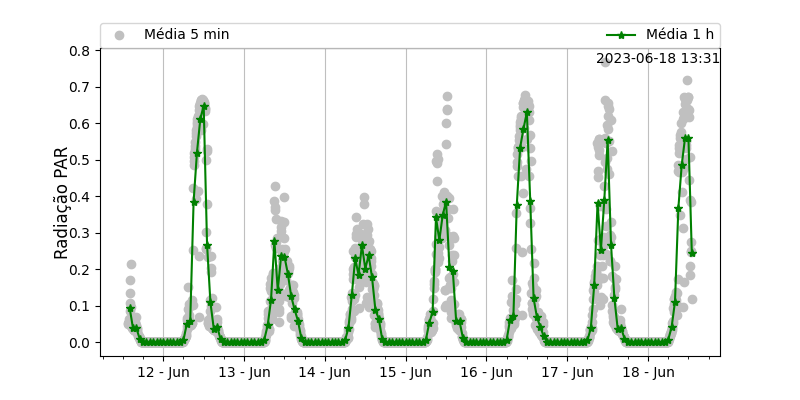 Média 5 min
Média 1 h
2023-06-18 13:31
Radiação PAR
0.8
0.7
0.6
0.5
0.4
0.3
0.2
0.1
0.0
12 - Jun
13 - Jun
14 - Jun
15 - Jun
16 - Jun
17 - Jun
18 - Jun